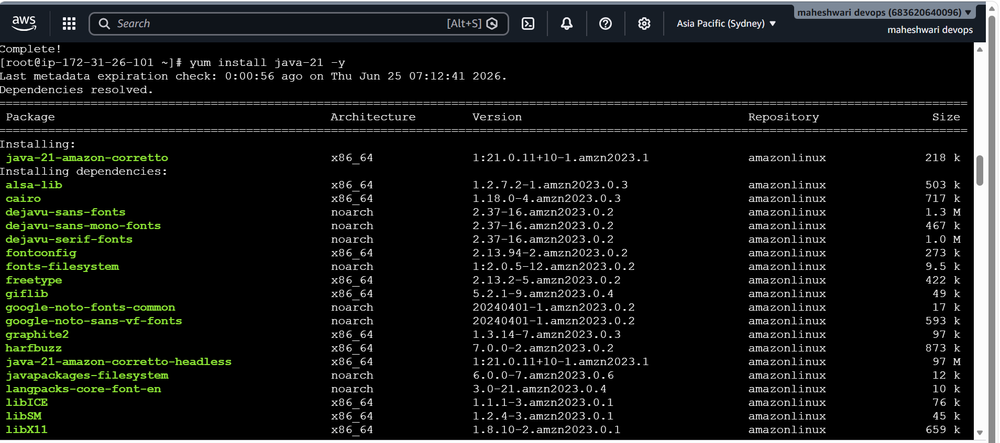 aws
Search [Alt+S]
Asia Pacific (Sydney) ▼
maheshwari devops (683620640096) ▼
maheshwari devops
Complete!
[root@ip-172-31-26-101 ~]# yum install java-21 -y
Last metadata expiration check: 0:00:56 ago on Thu Jun 25 07:12:41 2026.
Dependencies resolved.
Package Architecture Version Repository Size
Installing:
java-21-amazon-corretto x86_64 1:21.0.11+10-1.amzn2023.1 amazonlinux 218 k
Installing dependencies:
alsa-lib x86_64 1.2.7.2-1.amzn2023.0.3 amazonlinux 503 k
cairo x86_64 1.18.0-4.amzn2023.0.3 amazonlinux 717 k
dejavu-sans-fonts noarch 2.37-16.amzn2023.0.2 amazonlinux 1.3 M
dejavu-sans-mono-fonts noarch 2.37-16.amzn2023.0.2 amazonlinux 467 k
dejavu-serif-fonts noarch 2.37-16.amzn2023.0.2 amazonlinux 1.0 M
fontconfig x86_64 2.13.94-2.amzn2023.0.2 amazonlinux 273 k
fonts-filesystem noarch 1:2.0.5-12.amzn2023.0.2 amazonlinux 9.5 k
freetype x86_64 2.13.2-5.amzn2023.0.2 amazonlinux 422 k
giflib x86_64 5.2.1-9.amzn2023.0.4 amazonlinux 49 k
google-noto-fonts-common noarch 20240401-1.amzn2023.0.2 amazonlinux 17 k
google-noto-sans-vf-fonts noarch 20240401-1.amzn2023.0.2 amazonlinux 593 k
graphite2 x86_64 1.3.14-7.amzn2023.0.3 amazonlinux 97 k
harfbuzz x86_64 7.0.0-2.amzn2023.0.2 amazonlinux 873 k
java-21-amazon-corretto-headless x86_64 1:21.0.11+10-1.amzn2023.1 amazonlinux 97 M
javapackages-filesystem noarch 6.0.0-7.amzn2023.0.6 amazonlinux 12 k
langpacks-core-font-en noarch 3.0-21.amzn2023.0.4 amazonlinux 10 k
libICE x86_64 1.1.1-3.amzn2023.0.1 amazonlinux 76 k
libSM x86_64 1.2.4-3.amzn2023.0.1 amazonlinux 45 k
libX11 x86_64 1.8.10-2.amzn2023.0.1 amazonlinux 659 k